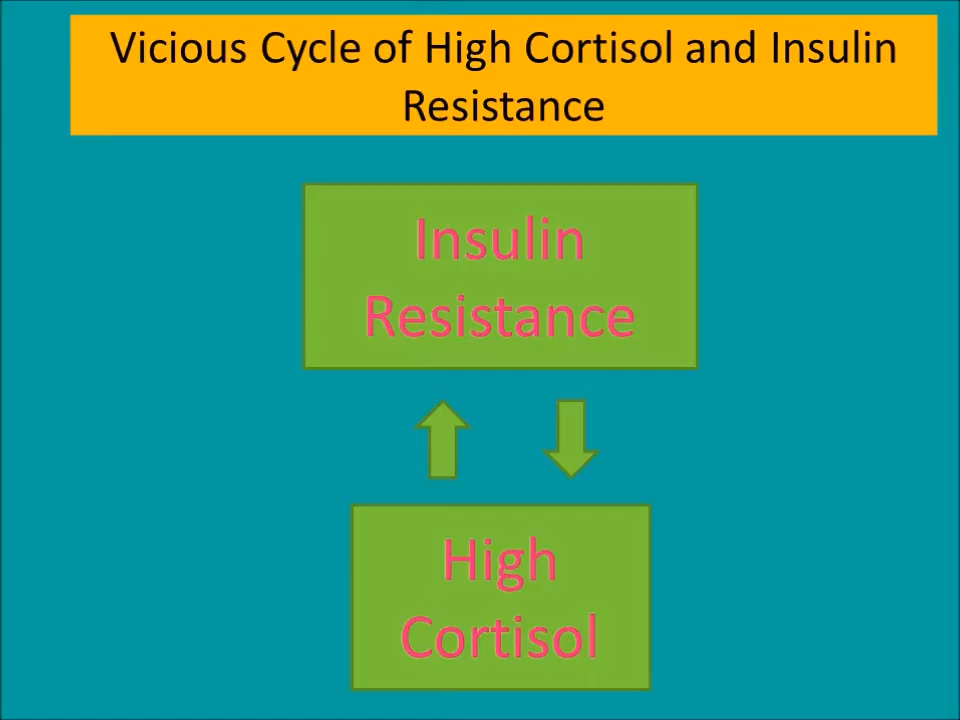 Vicious Cycle of High Cortisol and Insulin
Resistance
Insulin
Resistance
High
Cortisol